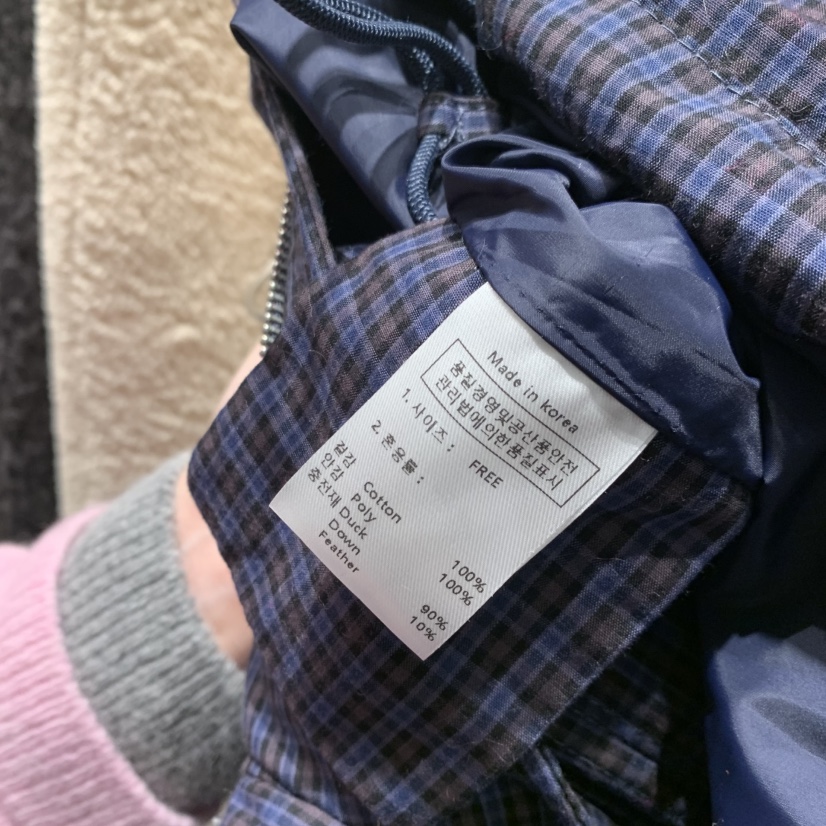 Made in korea
품질경영및공산품안전
관리법에의한품질표시
1. 사이즈 : FREE
2. 혼용률 :
겉감 Cotton 100%
안감 Poly 100%
충전재 Duck
Down 90%
Feather 10%